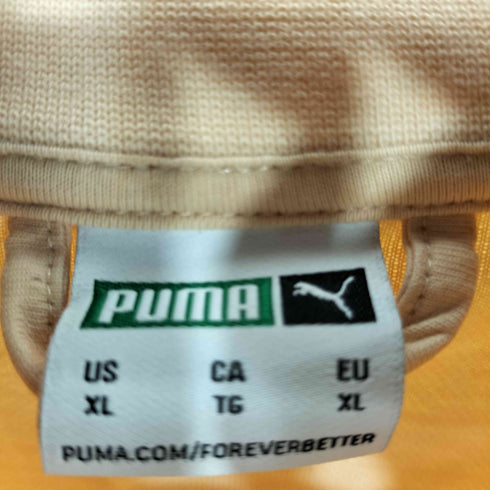 PUMA
US CA EU
XL TG XL
PUMA.COM/FOREVERBETTER